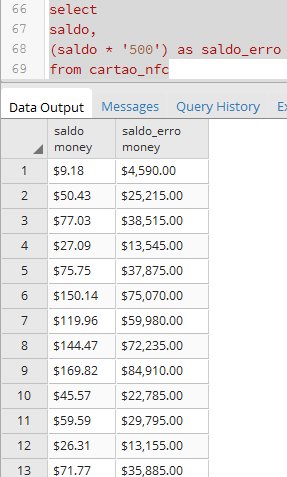 66 select
67 saldo,
68 (saldo * '500') as saldo_erro
69 from cartao_nfc
Data Output Messages Query History Ex
saldo saldo_erro
money money
1 $9.18 $4,590.00
2 $50.43 $25,215.00
3 $77.03 $38,515.00
4 $27.09 $13,545.00
5 $75.75 $37,875.00
6 $150.14 $75,070.00
7 $119.96 $59,980.00
8 $144.47 $72,235.00
9 $169.82 $84,910.00
10 $45.57 $22,785.00
11 $59.59 $29,795.00
12 $26.31 $13,155.00
13 $71.77 $35,885.00